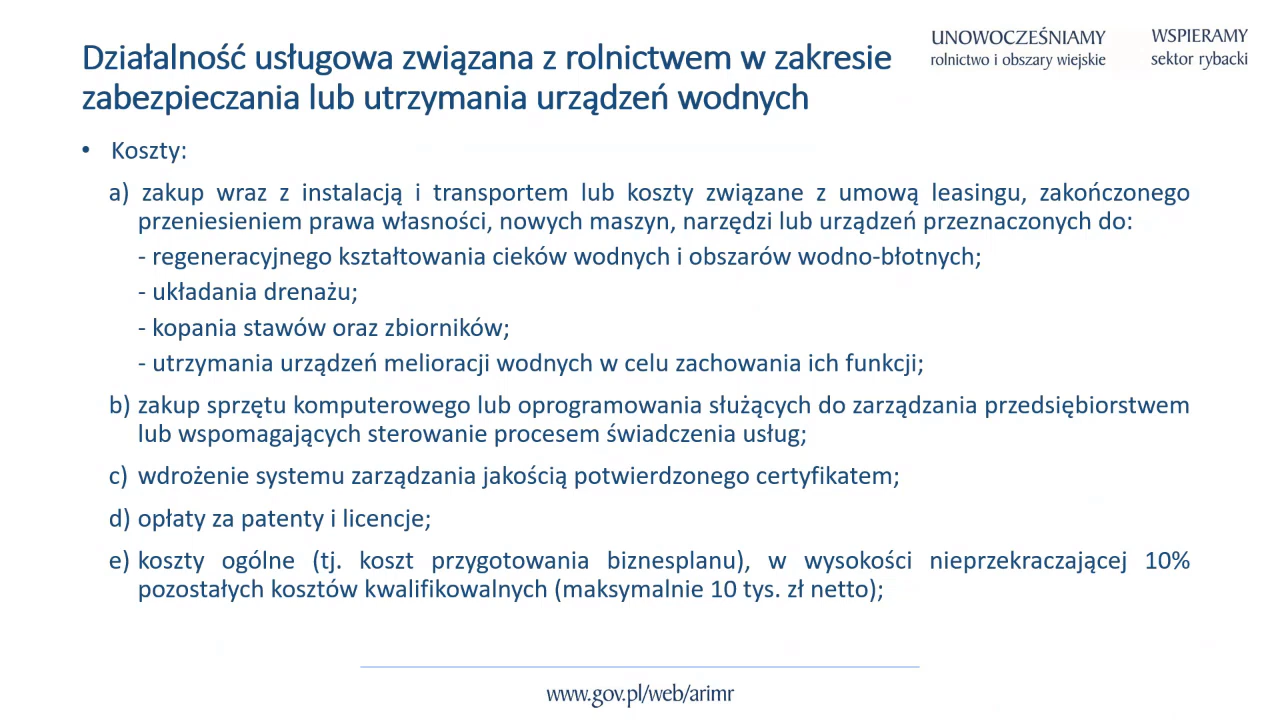 Działalność usługowa związana z rolnictwem w zakresie
zabezpieczania lub utrzymania urządzeń wodnych
UNOWOCZEŚNIAMY
rolnictwo i obszary wiejskie
WSPIERAMY
sektor rybacki
• Koszty:
a) zakup wraz z instalacją i transportem lub koszty związane z umową leasingu, zakończonego
przeniesieniem prawa własności, nowych maszyn, narzędzi lub urządzeń przeznaczonych do:
- regeneracyjnego kształtowania cieków wodnych i obszarów wodno-błotnych;
- układania drenażu;
- kopania stawów oraz zbiorników;
- utrzymania urządzeń melioracji wodnych w celu zachowania ich funkcji;
b) zakup sprzętu komputerowego lub oprogramowania służących do zarządzania przedsiębiorstwem
lub wspomagających sterowanie procesem świadczenia usług;
c) wdrożenie systemu zarządzania jakością potwierdzonego certyfikatem;
d) opłaty za patenty i licencje;
e) koszty ogólne (tj. koszt przygotowania biznesplanu), w wysokości nieprzekraczającej 10%
pozostałych kosztów kwalifikowalnych (maksymalnie 10 tys. zł netto);
www.gov.pl/web/arimr